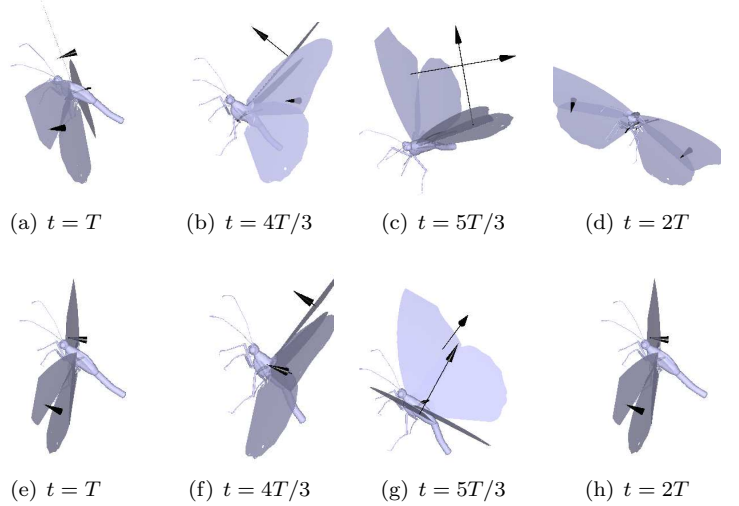 (a) t = T (b) t = 4T/3 (c) t = 5T/3 (d) t = 2T
(e) t = T (f) t = 4T/3 (g) t = 5T/3 (h) t = 2T